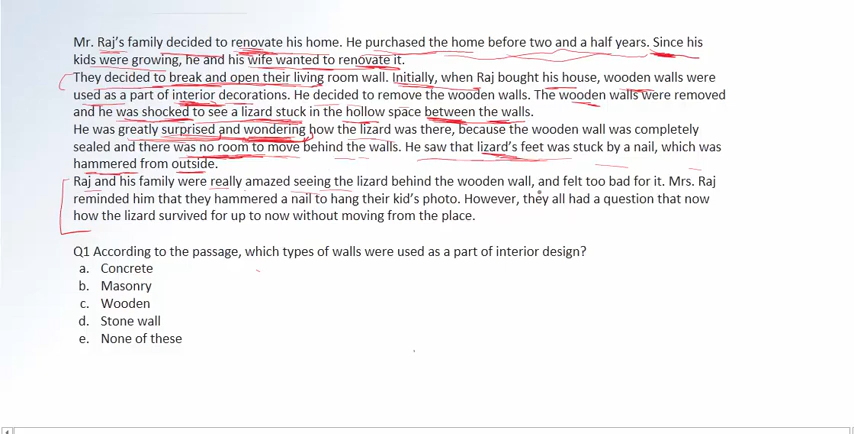 Mr. Raj's family decided to renovate his home. He purchased the home before two and a half years. Since his
kids were growing, he and his wife wanted to renovate it.
They decided to break and open their living room wall. Initially, when Raj bought his house, wooden walls were
used as a part of interior decorations. He decided to remove the wooden walls. The wooden walls were removed
and he was shocked to see a lizard stuck in the hollow space between the walls.
He was greatly surprised and wondering how the lizard was there, because the wooden wall was completely
sealed and there was no room to move behind the walls. He saw that lizard's feet was stuck by a nail, which was
hammered from outside.
Raj and his family were really amazed seeing the lizard behind the wooden wall, and felt too bad for it. Mrs. Raj
reminded him that they hammered a nail to hang their kid's photo. However, they all had a question that now
how the lizard survived for up to now without moving from the place.
Q1 According to the passage, which types of walls were used as a part of interior design?
a. Concrete
b. Masonry
c. Wooden
d. Stone wall
e. None of these